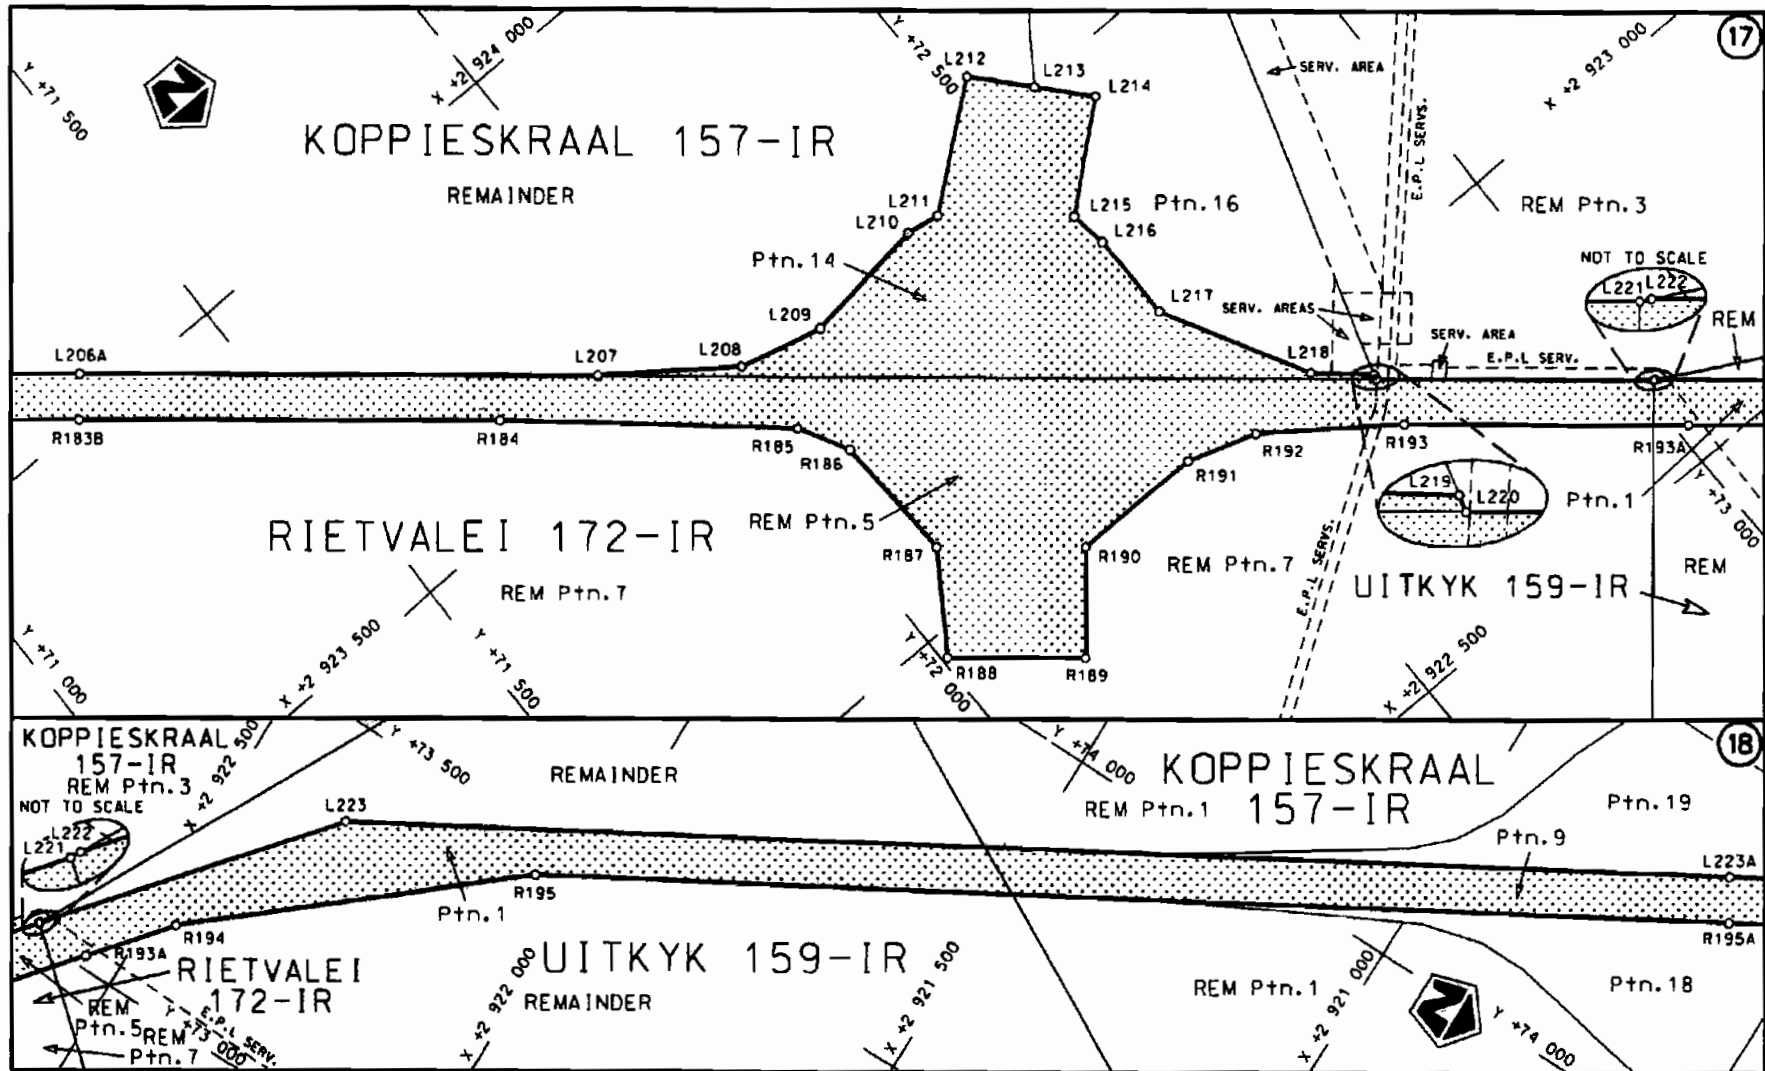 17
Y +71 500
X +2 924 000
Y +72 500
L212
L213
L214
SERV. AREA
E.P.L SERVS.
X +2 923 000
KOPPIESKRAAL 157-IR
REMAINDER
L211
L210
L215
Ptn.16
L216
REM Ptn.3
NOT TO SCALE
L221
L222
Ptn.14
L217
SERV. AREAS
SERV. AREA
REM
L209
L206A
L207
L208
L218
E.P.L SERV.
R183B
R184
R185
R186
R192
R193
R193A
R191
L219
L220
Ptn.1
Y +73 000
RIETVALEI 172-IR
REM Ptn.5
R187
R190
REM Ptn.7
E.P.L SERVS.
REM
UITKYK 159-IR
REM Ptn.7
Y +71 000
X +2 923 500
Y +71 500
Y +72 000
R188
R189
X +2 922 500
18
KOPPIESKRAAL
157-IR
REM Ptn.3
NOT TO SCALE
L222
L221
X +2 922 500
Y +73 500
REMAINDER
Y +74 000
KOPPIESKRAAL
157-IR
REM Ptn.1
Ptn.19
L223
Ptn.9
L223A
R195
Ptn.1
R194
R193A
R195A
RIETVALEI
172-IR
REM
Ptn.5
REM
Ptn.7
Y +73 000
E.P.L SERV.
X +2 922 000
UITKYK 159-IR
REMAINDER
X +2 921 500
REM Ptn.1
X +2 921 000
Y +74 000
Ptn.18